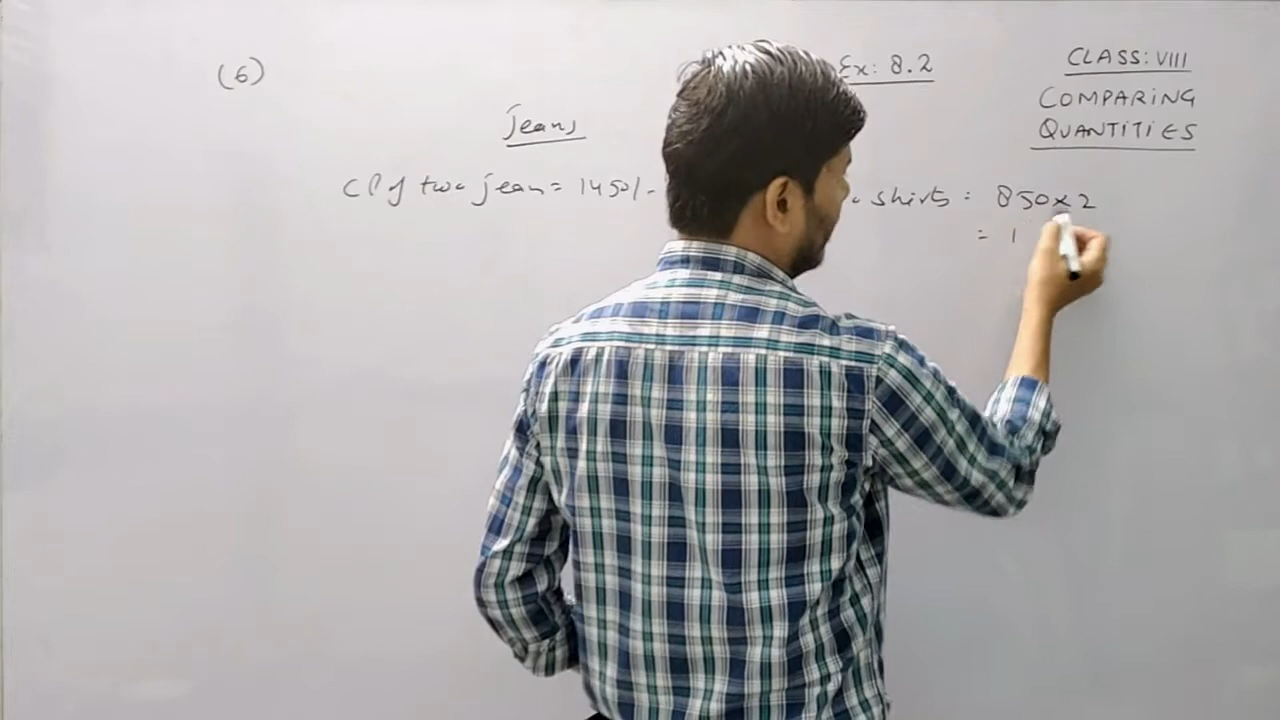 (6)
Ex: 8.2
CLASS: VIII
COMPARING
QUANTITIES
Jeans
CP of two jean = 1450/-
shirts = 850x2
= 1